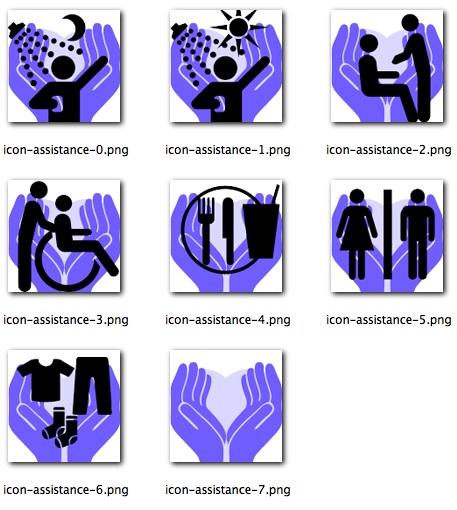 icon-assistance-0.png
icon-assistance-1.png
icon-assistance-2.png
icon-assistance-3.png
icon-assistance-4.png
icon-assistance-5.png
icon-assistance-6.png
icon-assistance-7.png